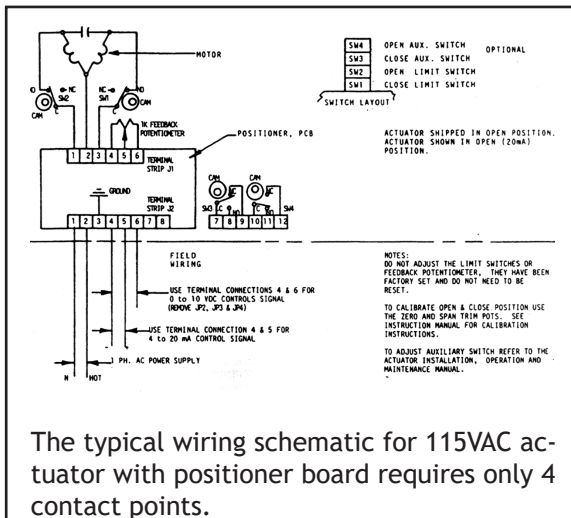 MOTOR
SW4 OPEN AUX. SWITCH OPTIONAL
SW3 CLOSE AUX. SWITCH
SW2 OPEN LIMIT SWITCH
SW1 CLOSE LIMIT SWITCH
SWITCH LAYOUT
NC NC NO
SW2 SW1
C C
CAM CAM
1K FEEDBACK
POTENTIOMETER
POSITIONER, PCB
ACTUATOR SHIPPED IN OPEN POSITION.
ACTUATOR SHOWN IN OPEN (20mA)
POSITION.
1 2 3 4 5 6
TERMINAL
STRIP J1
GROUND
TERMINAL
STRIP J2
1 2 3 4 5 6 7 8
CAM CAM
NC
SW3 C NO C NO SW4
7 8 9 10 11 12
FIELD
WIRING
USE TERMINAL CONNECTIONS 4 & 6 FOR
0 to 10 VDC CONTROLS SIGNAL
(REMOVE JP2, JP3 & JP4)
USE TERMINAL CONNECTION 4 & 5 FOR
4 to 20 mA CONTROL SIGNAL
1 PH. AC POWER SUPPLY
N HOT
NOTES:
DO NOT ADJUST THE LIMIT SWITCHES OR
FEEDBACK POTENTIOMETER, THEY HAVE BEEN
FACTORY SET AND DO NOT NEED TO BE
RESET.
TO CALIBRATE OPEN & CLOSE POSITION USE
THE ZERO AND SPAN TRIM POTS. SEE
INSTRUCTION MANUAL FOR CALIBRATION
INSTRUCTIONS.
TO ADJUST AUXILIARY SWITCH REFER TO THE
ACTUATOR INSTALLATION, OPERATION AND
MAINTENANCE MANUAL.
The typical wiring schematic for 115VAC ac-
tuator with positioner board requires only 4
contact points.